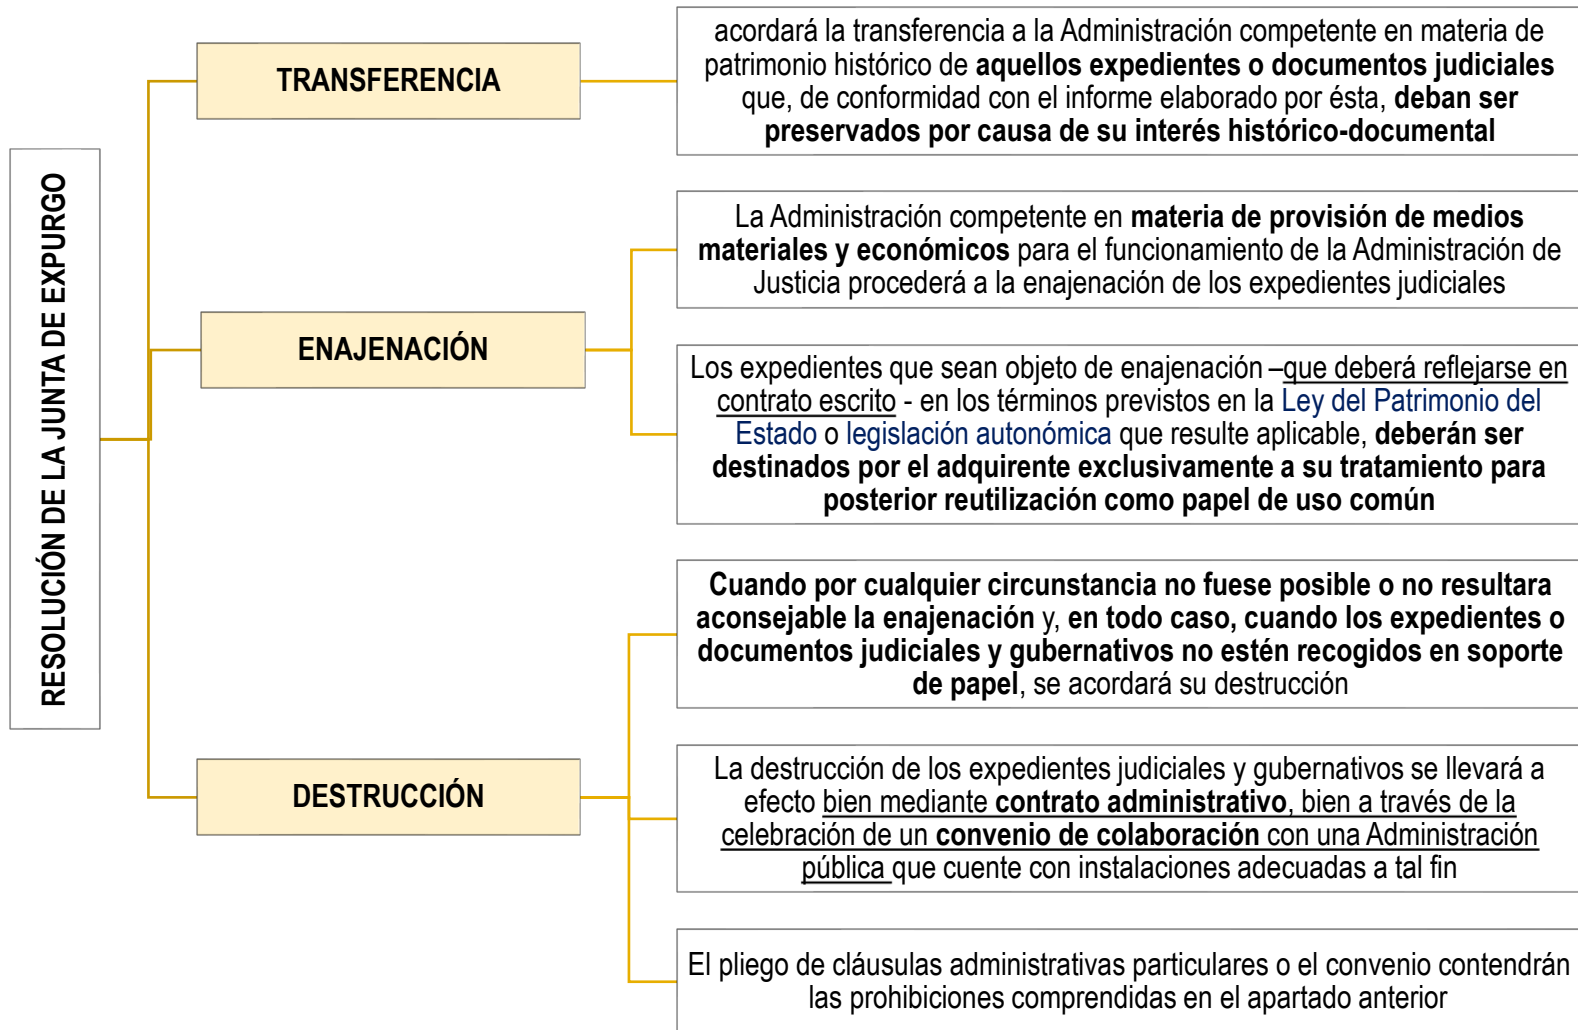 RESOLUCIÓN DE LA JUNTA DE EXPURGO
TRANSFERENCIA
acordará la transferencia a la Administración competente en materia de
patrimonio histórico de aquellos expedientes o documentos judiciales
que, de conformidad con el informe elaborado por ésta, deban ser
preservados por causa de su interés histórico-documental
ENAJENACIÓN
La Administración competente en materia de provisión de medios
materiales y económicos para el funcionamiento de la Administración de
Justicia procederá a la enajenación de los expedientes judiciales
Los expedientes que sean objeto de enajenación –que deberá reflejarse en
contrato escrito - en los términos previstos en la Ley del Patrimonio del
Estado o legislación autonómica que resulte aplicable, deberán ser
destinados por el adquirente exclusivamente a su tratamiento para
posterior reutilización como papel de uso común
DESTRUCCIÓN
Cuando por cualquier circunstancia no fuese posible o no resultara
aconsejable la enajenación y, en todo caso, cuando los expedientes o
documentos judiciales y gubernativos no estén recogidos en soporte
de papel, se acordará su destrucción
La destrucción de los expedientes judiciales y gubernativos se llevará a
efecto bien mediante contrato administrativo, bien a través de la
celebración de un convenio de colaboración con una Administración
pública que cuente con instalaciones adecuadas a tal fin
El pliego de cláusulas administrativas particulares o el convenio contendrán
las prohibiciones comprendidas en el apartado anterior